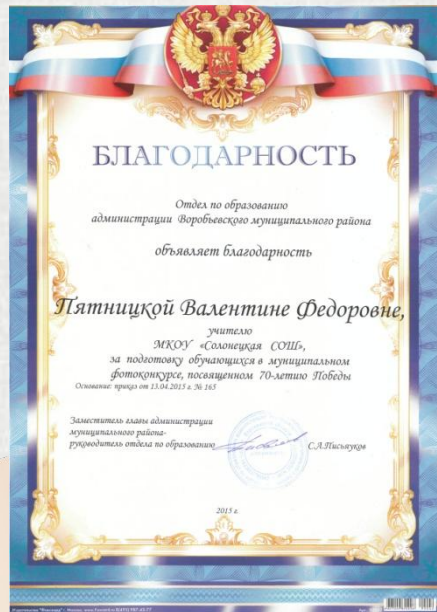 БЛАГОДАРНОСТЬ
Отдел по образованию
администрации Воробьевского муниципального района
объявляет благодарность
Пятницкой Валентине Федоровне,
учителю
МКОУ «Солонецкая СОШ»,
за подготовку обучающихся в муниципальном
фотоконкурсе, посвященном 70-летию Победы
Основание: приказ от 13.04.2015 г. № 165
Заместитель главы администрации
муниципального района-
руководитель отдела по образованию
С.А.Письяуков
2015 г.